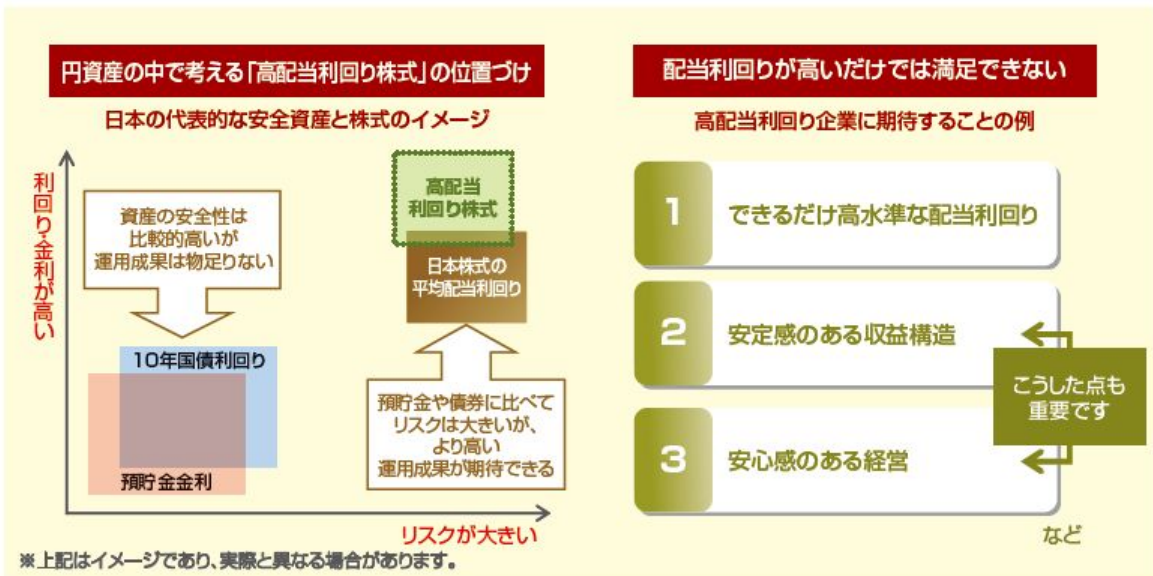 円資産の中で考える「高配当利回り株式」の位置づけ
日本の代表的な安全資産と株式のイメージ
利回り・金利が高い
資産の安全性は
比較的高いが
運用成果は物足りない
高配当
利回り株式
日本株式の
平均配当利回り
10年国債利回り
預貯金金利
預貯金や債券に比べて
リスクは大きいが、
より高い
運用成果が期待できる
リスクが大きい
※上記はイメージであり、実際と異なる場合があります。
配当利回りが高いだけでは満足できない
高配当利回り企業に期待することの例
1 できるだけ高水準な配当利回り
2 安定感のある収益構造
こうした点も
重要です
3 安心感のある経営
など